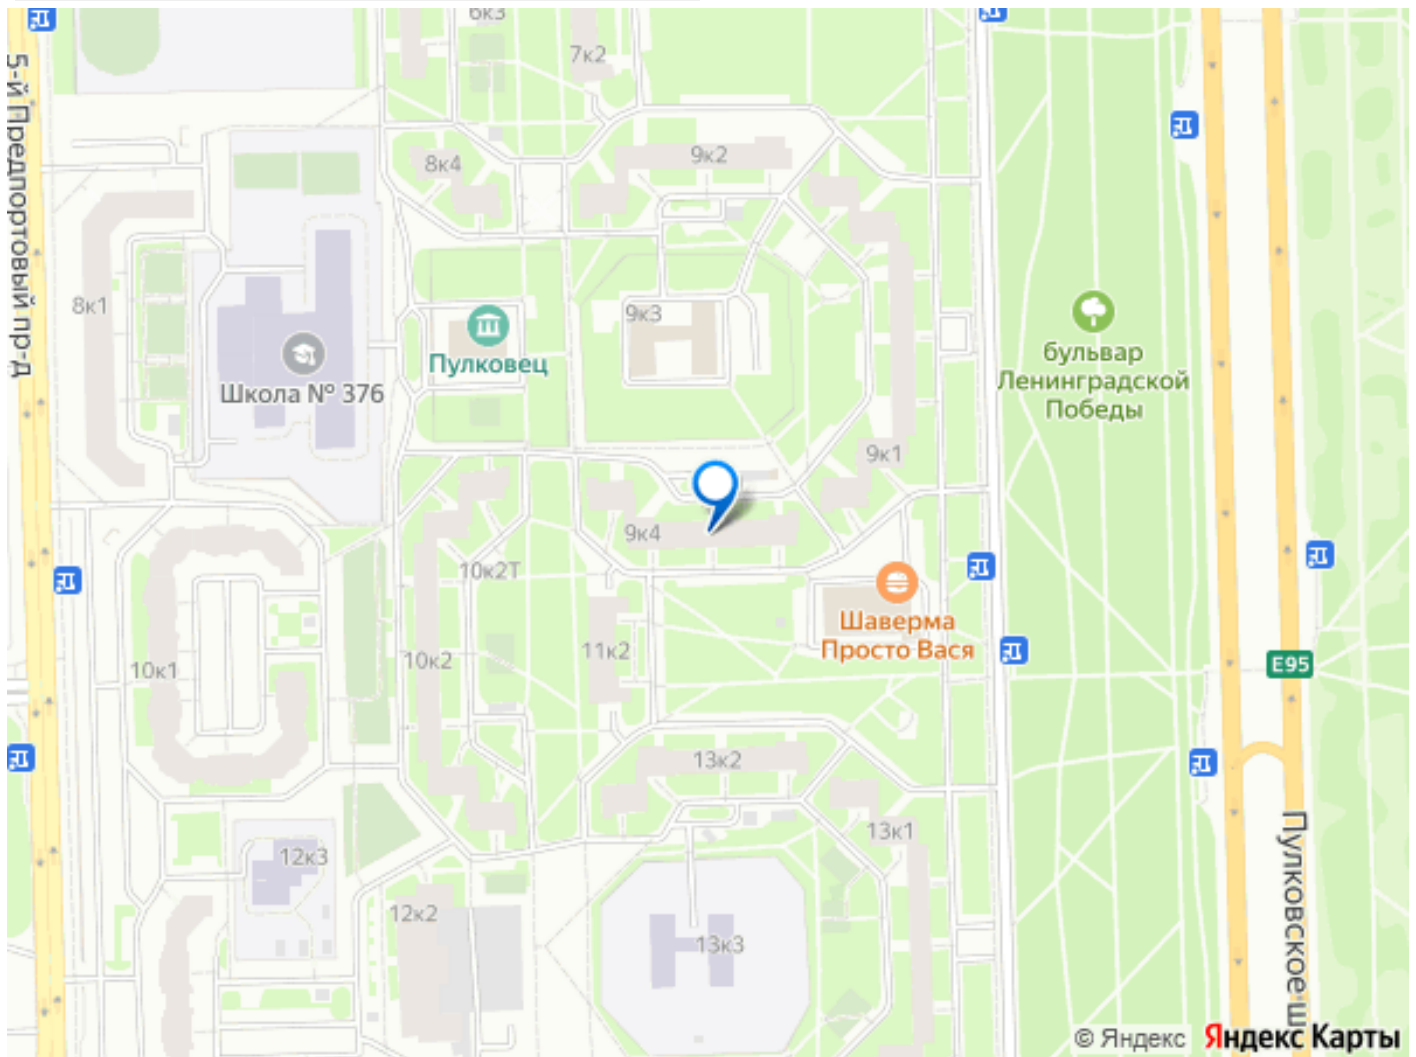 6к3
7к2
5-й Предпортовый пр-д
8к4
9к2
8к1
9к3
Пулковец
Школа № 376
бульвар
Ленинградской
Победы
9к1
9к4
10к2Т
Шаверма
Просто Вася
11к2
10к2
10к1
E95
13к2
13к1
12к3
12к2
13к3
Пулковское ш
© Яндекс Яндекс Карты